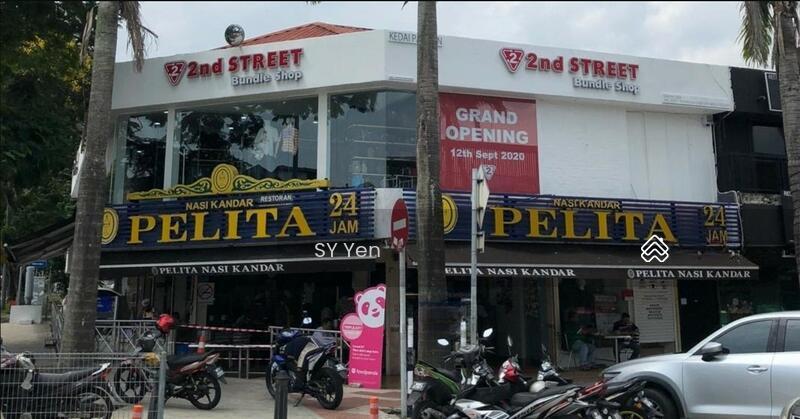 KEDAI
2nd STREET
Bundle Shop
2nd STREET
Bundle Shop
GRAND
OPENING
12th Sept 2020
NASI KANDAR
RESTORAN
PELITA
24
JAM
NASI KANDAR
PELITA
24
JAM
PELITA NASI KANDAR
PELITA NASI KANDAR
PELITA NASI KANDAR
SY Yen
foodpanda